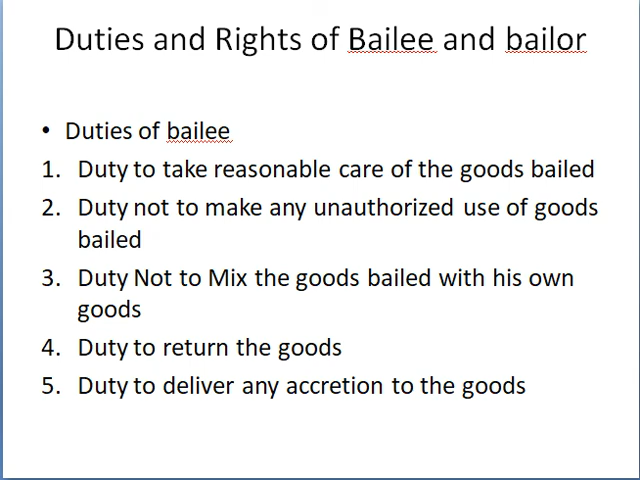 Duties and Rights of Bailee and bailor
• Duties of bailee
1. Duty to take reasonable care of the goods bailed
2. Duty not to make any unauthorized use of goods
bailed
3. Duty Not to Mix the goods bailed with his own
goods
4. Duty to return the goods
5. Duty to deliver any accretion to the goods